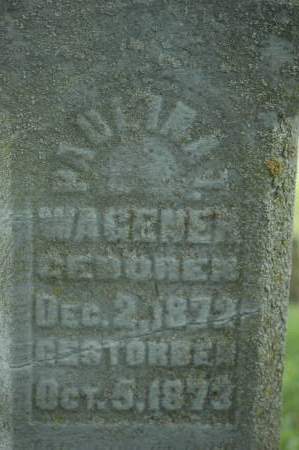 WAGENER
GEBOREN
DEC. 2, 1872
GESTORBEN
OCT. 5, 1873